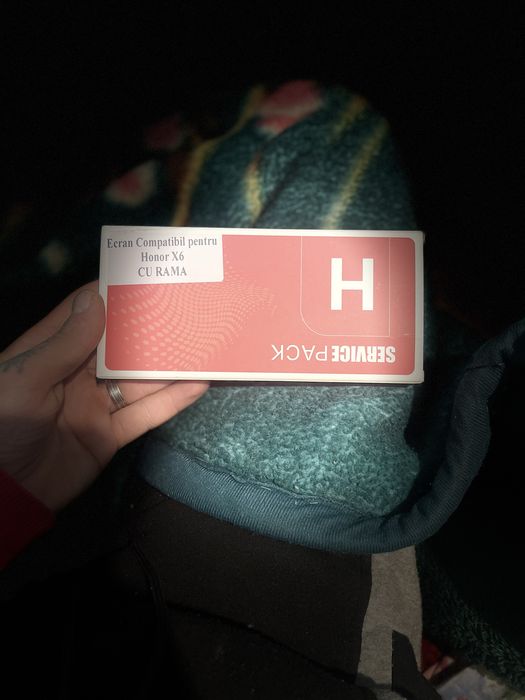 Ecran Compatibil pentru
Honor X6
CU RAMA
H
SERVICE PACK